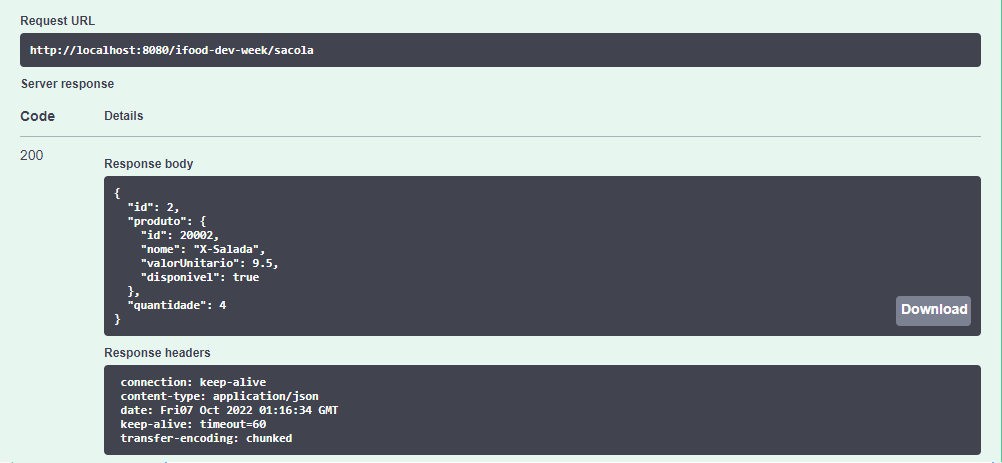 Request URL
http://localhost:8080/ifood-dev-week/sacola
Server response
Code Details
200
Response body
{
"id": 2,
"produto": {
"id": 20002,
"nome": "X-Salada",
"valorUnitario": 9.5,
"disponivel": true
},
"quantidade": 4
}
Download
Response headers
connection: keep-alive
content-type: application/json
date: Fri07 Oct 2022 01:16:34 GMT
keep-alive: timeout=60
transfer-encoding: chunked